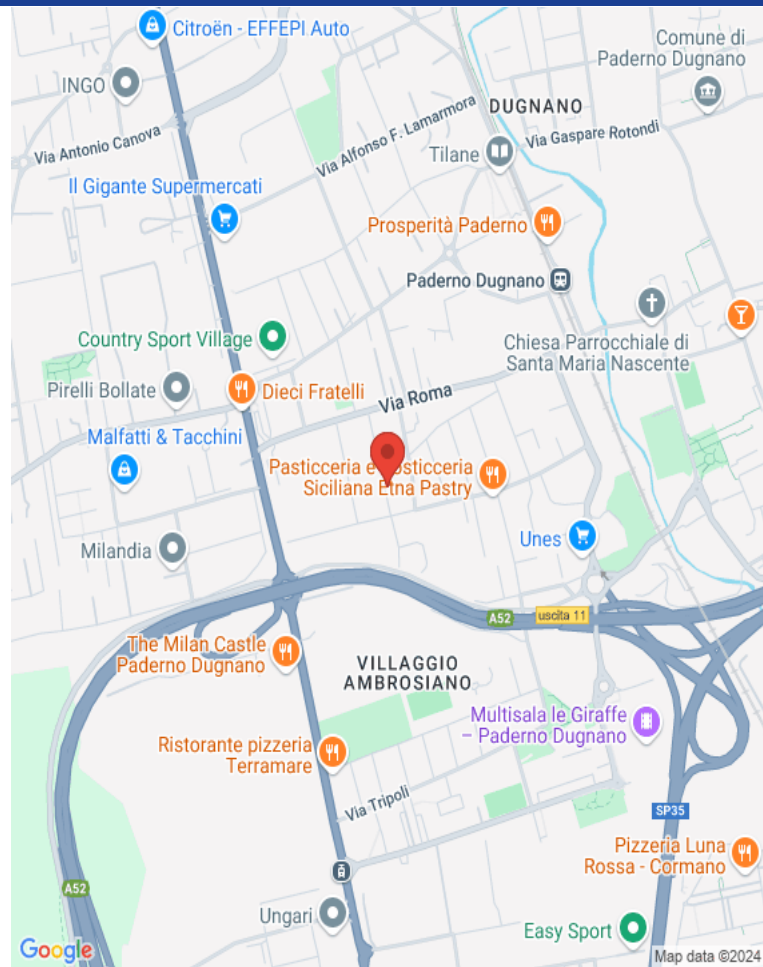 Citroën - EFFEPI Auto
Comune di
Paderno Dugnano
INGO
DUGNANO
Via Gaspare Rotondi
Via Antonio Canova
Via Alfonso F. Lamarmora
Tilane
Il Gigante Supermercati
Prosperità Paderno
Paderno Dugnano
Country Sport Village
Chiesa Parrocchiale di
Santa Maria Nascente
Pirelli Bollate
Dieci Fratelli
Via Roma
Malfatti & Tacchini
Pasticceria e
Siciliana Etna Pastry
Milandia
Unes
A52
uscita 11
The Milan Castle
Paderno Dugnano
VILLAGGIO
AMBROSIANO
Multisala le Giraffe
– Paderno Dugnano
Ristorante pizzeria
Terramare
Via Tripoli
SP35
Pizzeria Luna
Rossa - Cormano
A52
Ungari
Easy Sport
Google
Map data ©2024